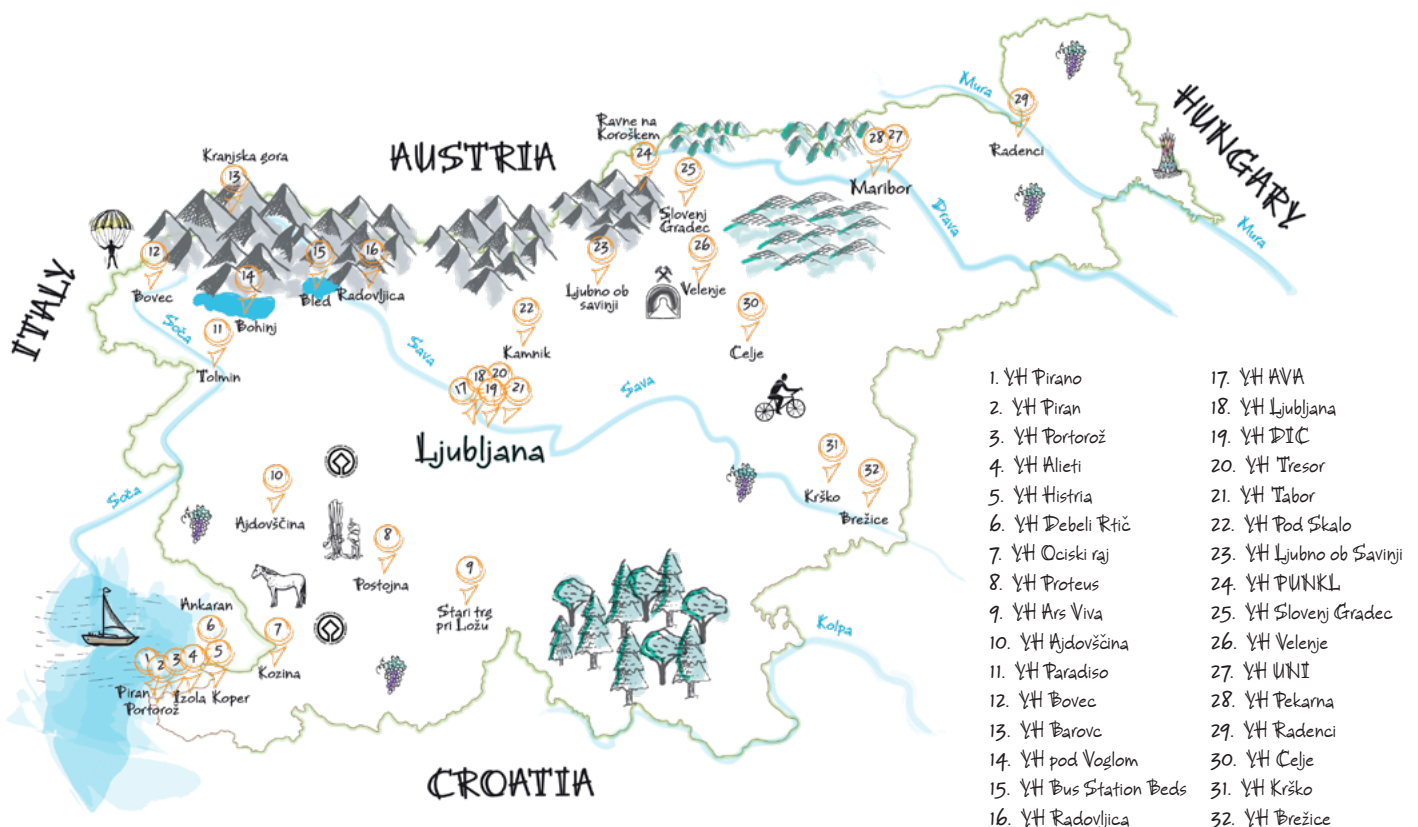 AUSTRIA
HUNGARY
ITALY
CROATIA
Mura
Mura
Drava
Soča
Soča
Sava
Sava
Kolpa
13
Kranjska gora
12
Bovec
14
Bohinj
15
Bled
16
Radovljica
11
Tolmin
Ravne na
Koroškem
24
25
Slovenj
Gradec
23
Ljubno ob
savinji
26
Velenje
28
27
Maribor
29
Radenci
22
Kamnik
30
Celje
17
18
19
20
21
Ljubljana
31
Krško
32
Brežice
10
Ajdovščina
8
Postojna
9
Stari trg
pri Ložu
Ankaran
6
7
Kozina
1
2
3
4
5
Piran
Portorož
Izola
Koper
1. YH Pirano
2. YH Piran
3. YH Portorož
4. YH Alieti
5. YH Histria
6. YH Debeli Rtič
7. YH Ociski raj
8. YH Proteus
9. YH Ars Viva
10. YH Ajdovščina
11. YH Paradiso
12. YH Bovec
13. YH Barovc
14. YH pod Voglom
15. YH Bus Station Beds
16. YH Radovljica
17. YH AVA
18. YH Ljubljana
19. YH DIC
20. YH Tresor
21. YH Tabor
22. YH Pod Skalo
23. YH Ljubno ob Savinji
24. YH PUNKL
25. YH Slovenj Gradec
26. YH Velenje
27. YH UNI
28. YH Pekarna
29. YH Radenci
30. YH Celje
31. YH Krško
32. YH Brežice